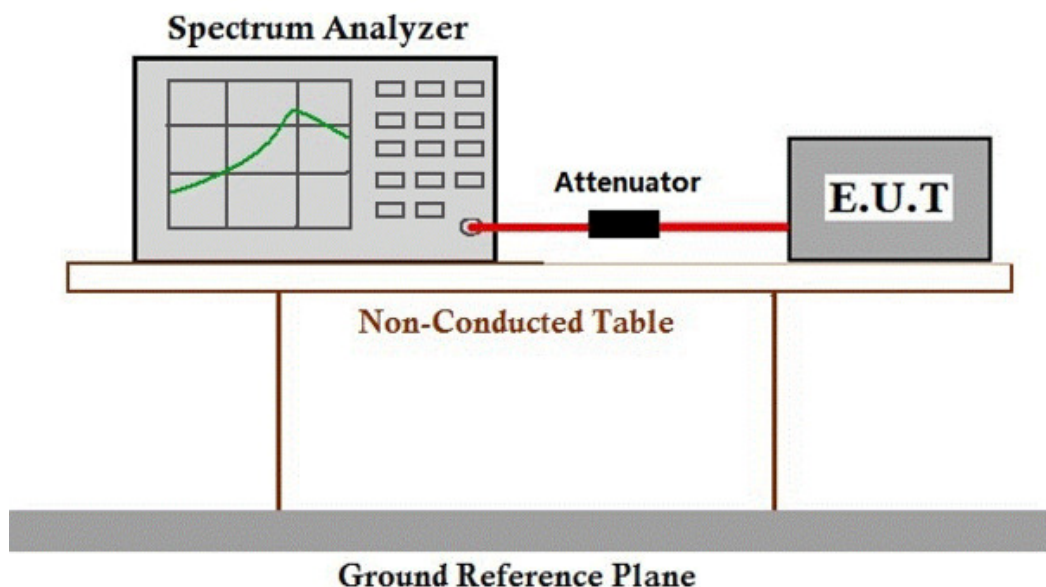 Spectrum Analyzer
Attenuator
E.U.T
Non-Conducted Table
Ground Reference Plane